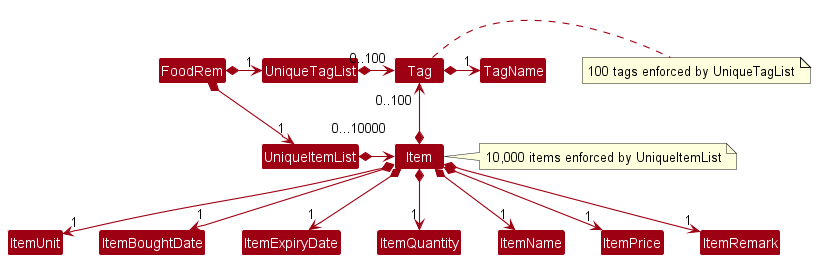 FoodRem
1
UniqueTagList
0..100
Tag
1
TagName
100 tags enforced by UniqueTagList
0..100
1
0...10000
UniqueItemList
Item
10,000 items enforced by UniqueItemList
1
1
1
1
1
1
1
ItemUnit
ItemBoughtDate
ItemExpiryDate
ItemQuantity
ItemName
ItemPrice
ItemRemark